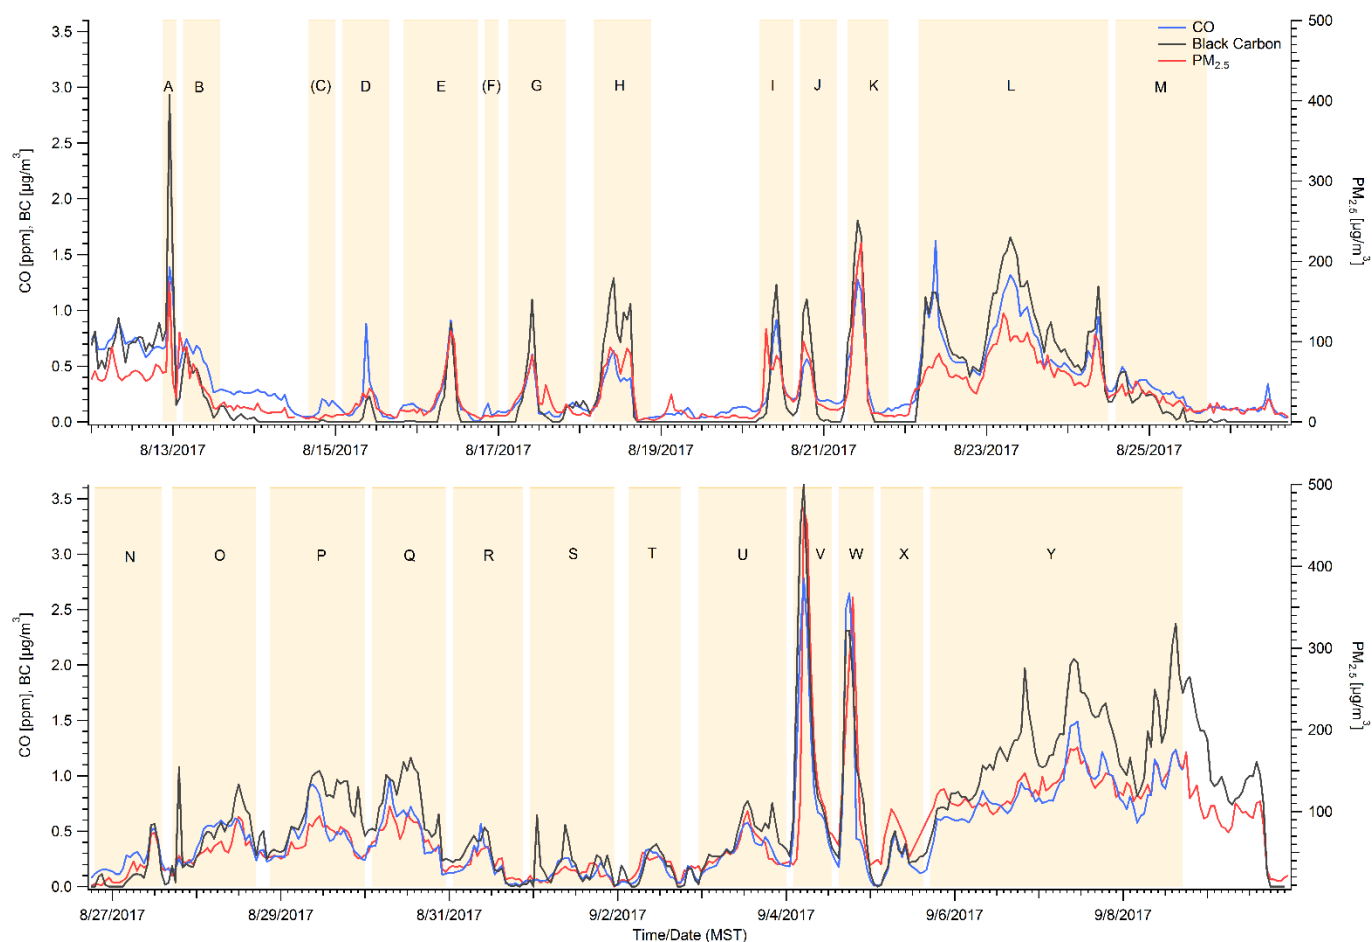 CO
Black Carbon
PM2.5
A B (C) D E (F) G H I J K L M
3.5
3.0
2.5
2.0
1.5
1.0
0.5
0.0
CO [ppm], BC [µg/m³]
500
400
300
200
100
0
PM2.5 [µg/m³]
8/13/2017 8/15/2017 8/17/2017 8/19/2017 8/21/2017 8/23/2017 8/25/2017
N O P Q R S T U V W X Y
3.5
3.0
2.5
2.0
1.5
1.0
0.5
0.0
CO [ppm], BC [µg/m³]
500
400
300
200
100
0
PM2.5 [µg/m³]
8/27/2017 8/29/2017 8/31/2017 9/2/2017 9/4/2017 9/6/2017 9/8/2017
Time/Date (MST)